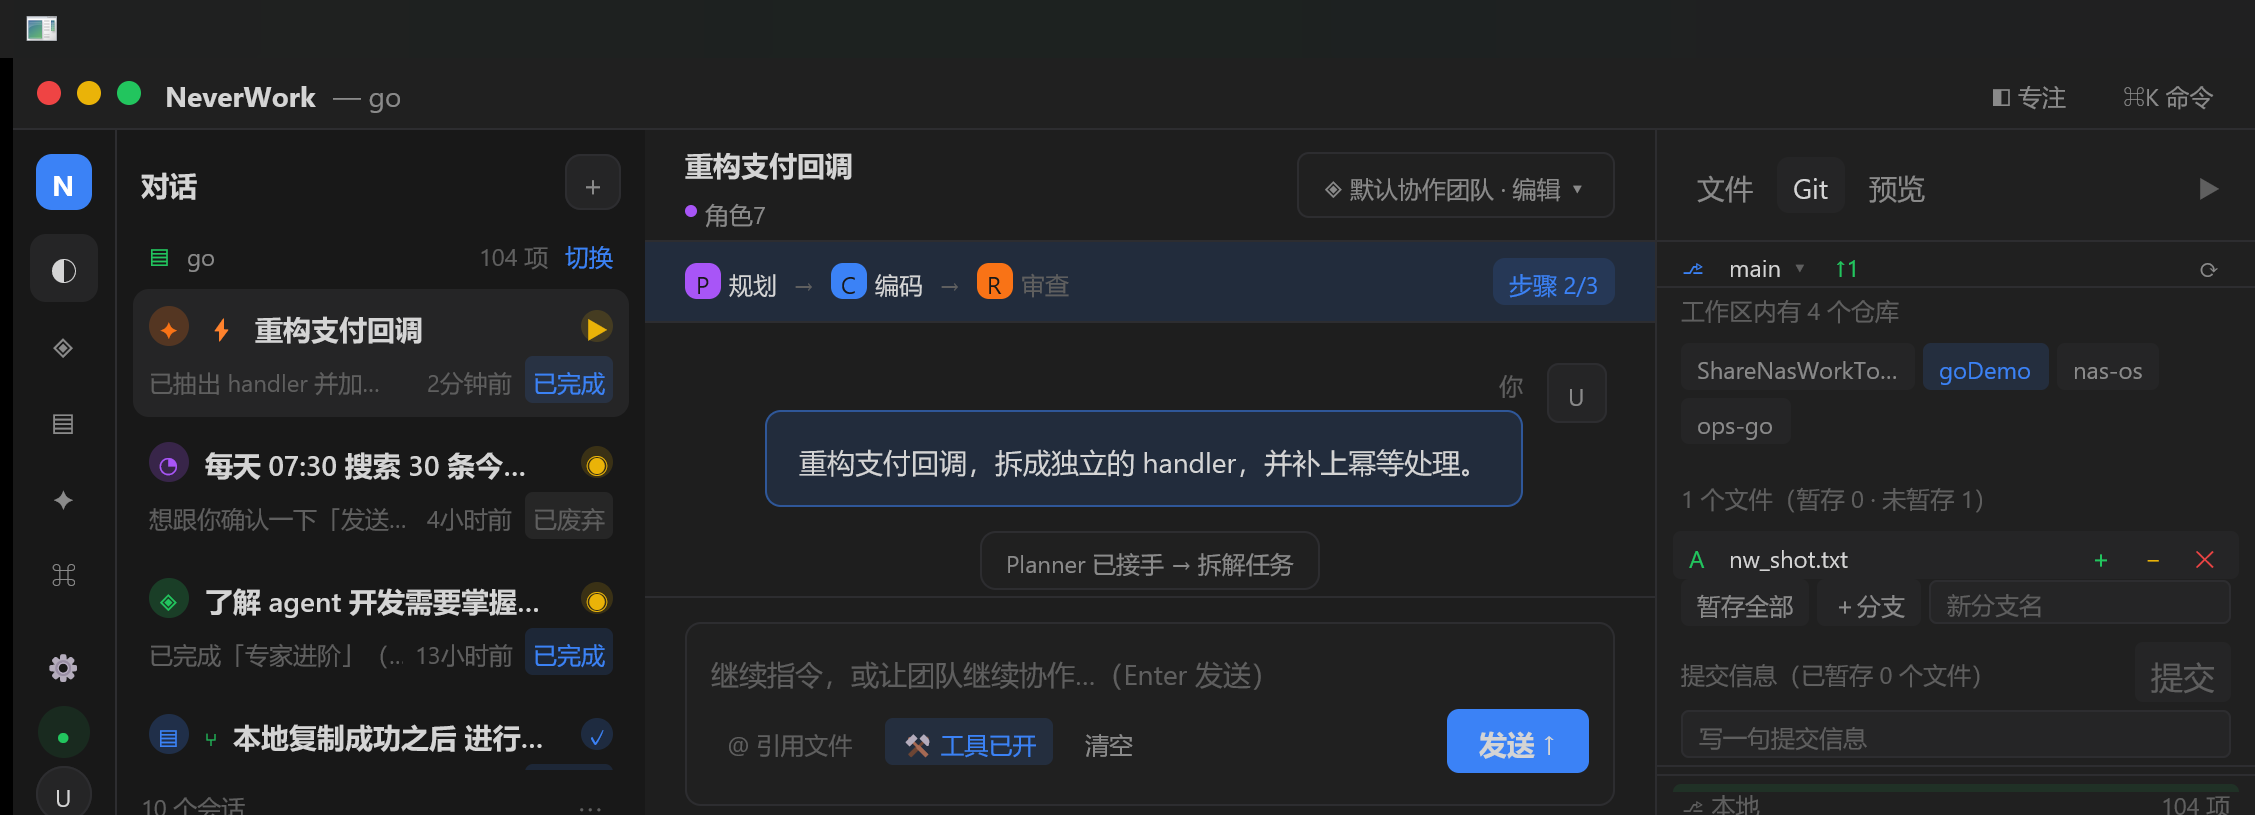 NeverWork — go
专注
⌘K 命令
N
对话
+
go
104 项 切换
重构支付回调
已抽出 handler 并加... 2分钟前 已完成
每天 07:30 搜索 30 条今...
想跟你确认一下「发送... 4小时前 已废弃
了解 agent 开发需要掌握...
已完成「专家进阶」（... 13小时前 已完成
本地复制成功之后 进行...
10 个会话 ...
U
重构支付回调
角色7
默认协作团队 · 编辑
P 规划 → C 编码 → R 审查
步骤 2/3
你
U
重构支付回调，拆成独立的 handler，并补上幂等处理。
Planner 已接手 → 拆解任务
继续指令，或让团队继续协作...（Enter 发送）
@ 引用文件 工具已开 清空
发送 ↑
文件 Git 预览
main ↑1
工作区内有 4 个仓库
ShareNasWorkTo... goDemo nas-os
ops-go
1 个文件（暂存 0 · 未暂存 1）
A nw_shot.txt + −
暂存全部 +分支 新分支名
提交信息（已暂存 0 个文件） 提交
写一句提交信息
本地 104 项